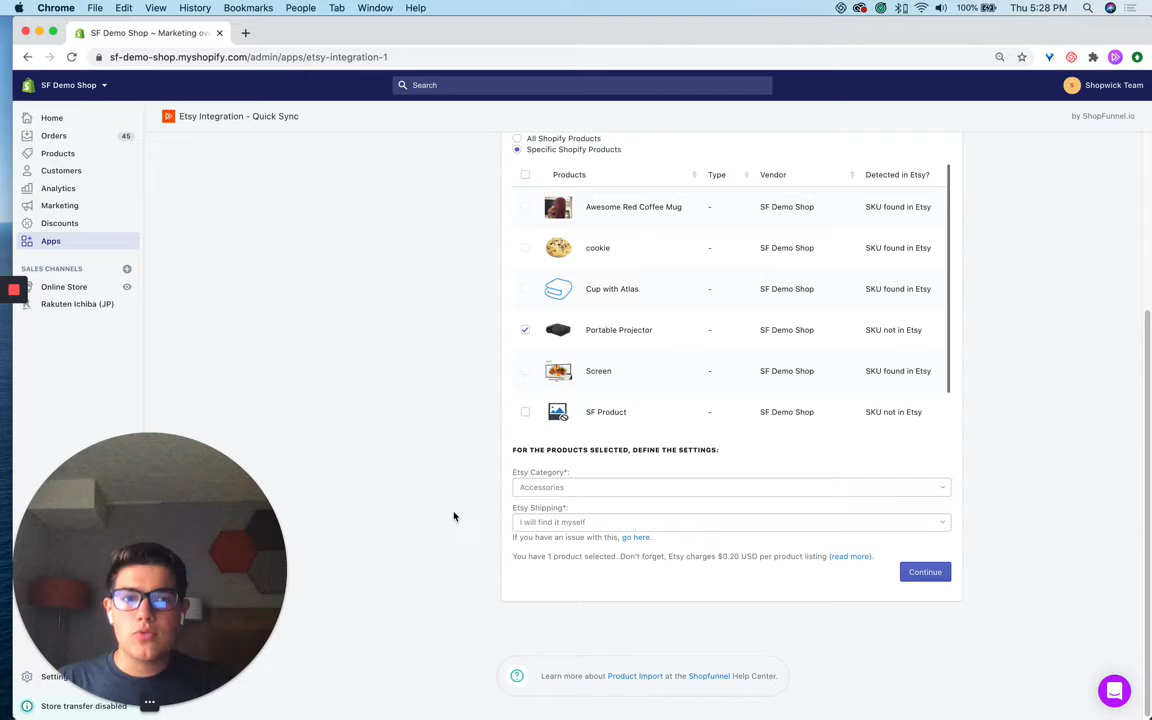 Chrome File Edit View History Bookmarks People Tab Window Help 100% Thu 5:28 PM
SF Demo Shop ~ Marketing ov
sf-demo-shop.myshopify.com/admin/apps/etsy-integration-1
SF Demo Shop Search S Shopwick Team
Home
Orders 45
Products
Customers
Analytics
Marketing
Discounts
Apps
SALES CHANNELS
Online Store
Rakuten Ichiba (JP)
Settin
Store transfer disabled
Etsy Integration - Quick Sync by ShopFunnel.io
All Shopify Products
Specific Shopify Products
Products Type Vendor Detected in Etsy?
Awesome Red Coffee Mug - SF Demo Shop SKU found in Etsy
cookie - SF Demo Shop SKU found in Etsy
Cup with Atlas - SF Demo Shop SKU found in Etsy
Portable Projector - SF Demo Shop SKU not in Etsy
Screen - SF Demo Shop SKU found in Etsy
SF Product - SF Demo Shop SKU not in Etsy
FOR THE PRODUCTS SELECTED, DEFINE THE SETTINGS:
Etsy Category*:
Accessories
Etsy Shipping*:
I will find it myself
If you have an issue with this, go here.
You have 1 product selected. Don't forget, Etsy charges $0.20 USD per product listing (read more).
Continue
Learn more about Product Import at the Shopfunnel Help Center.